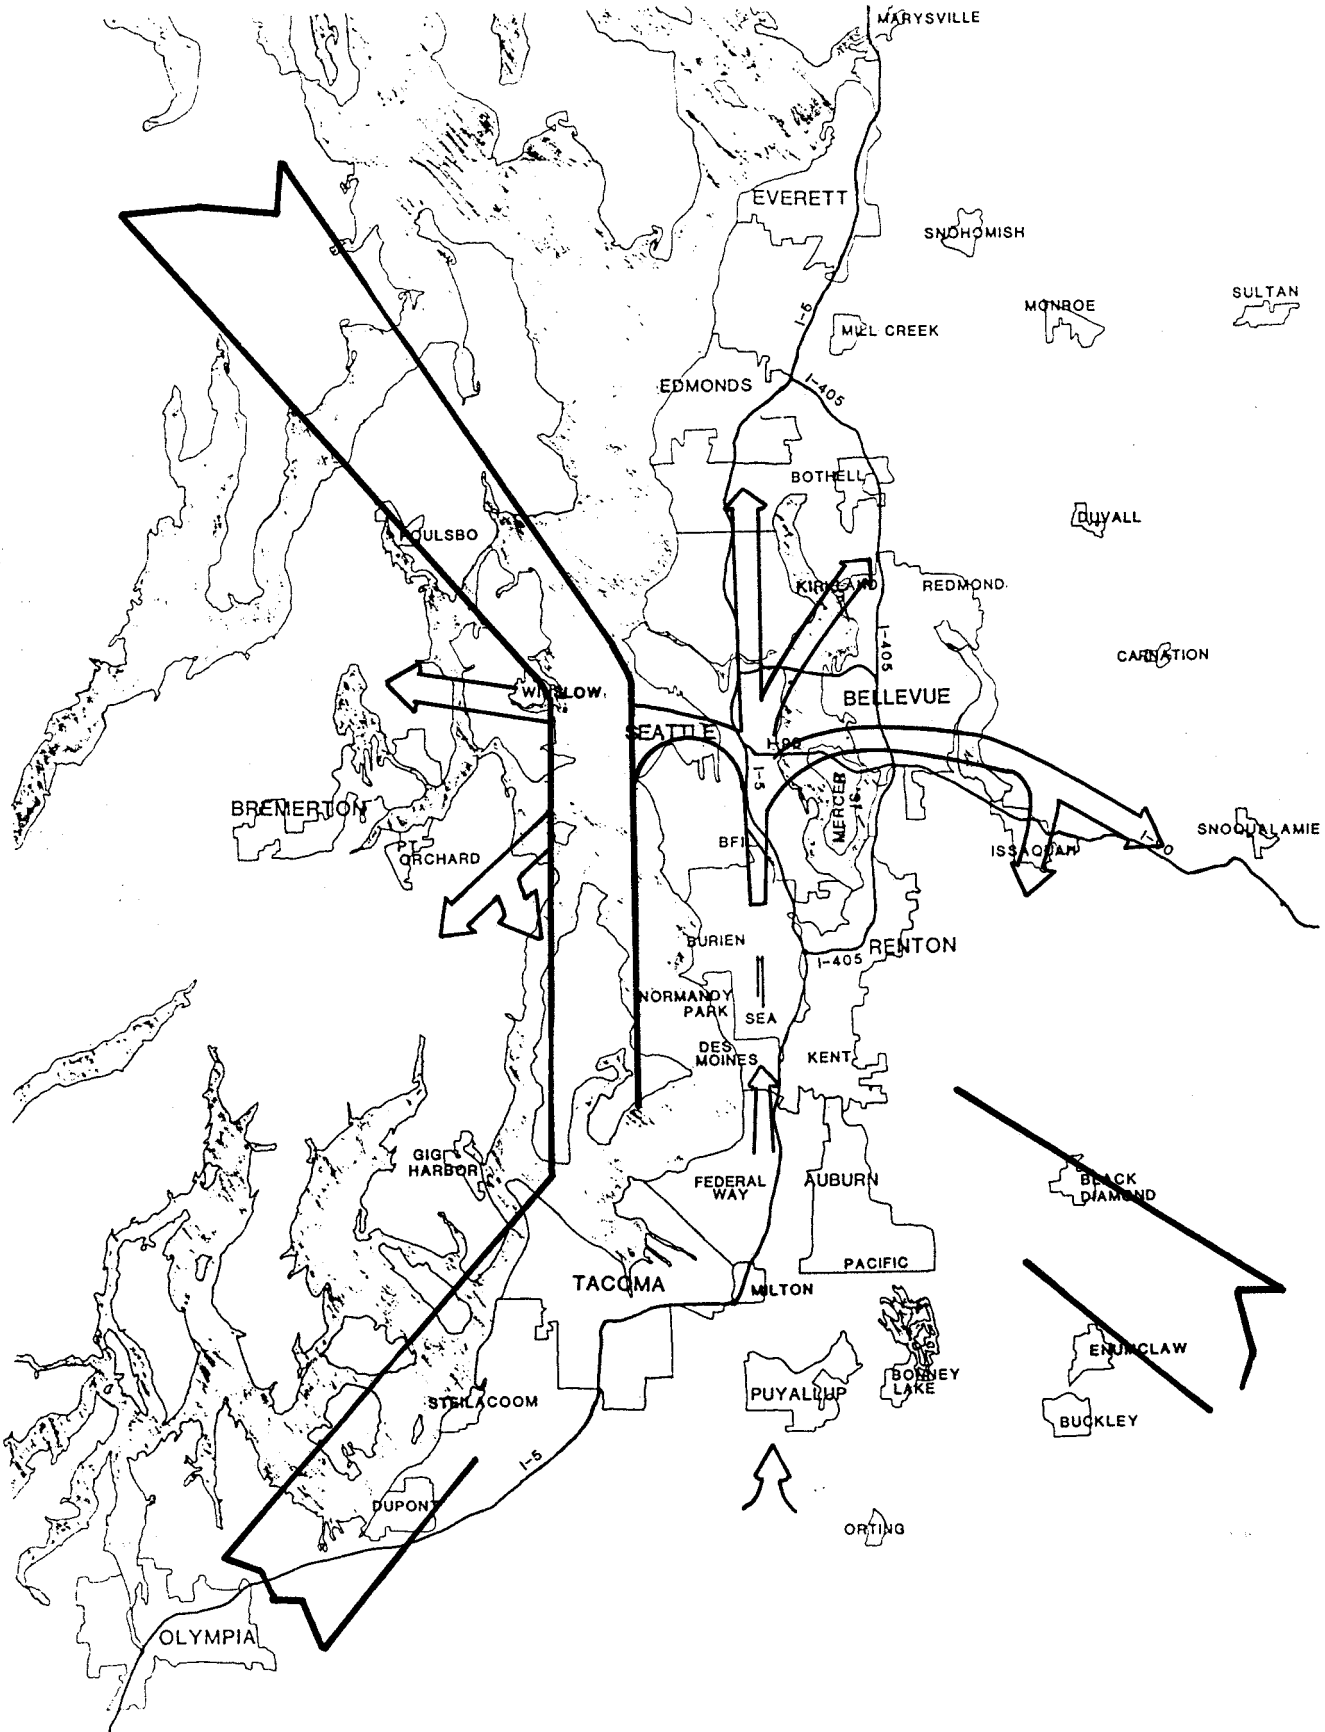 MARYSVILLE
EVERETT
SNOHOMISH
SULTAN
MONROE
I-5
MILL CREEK
EDMONDS
I-405
BOTHELL
DUVALL
POULSBO
KIRKLAND
REDMOND
I-405
CARNATION
WINSLOW
BELLEVUE
SEATTLE
I-90
I-5
MERCER
IS.
BREMERTON
SNOQUALAMIE
BFI
PT.
ORCHARD
ISSAQUAH
BURIEN
RENTON
I-405
NORMANDY
PARK
SEA
DES
MOINES
KENT
GIG
HARBOR
FEDERAL
WAY
AUBURN
BLACK
DIAMOND
PACIFIC
TACOMA
MILTON
ENUMCLAW
BONNEY
LAKE
PUYALLUP
STEILACOOM
BUCKLEY
I-5
DUPONT
ORTING
OLYMPIA